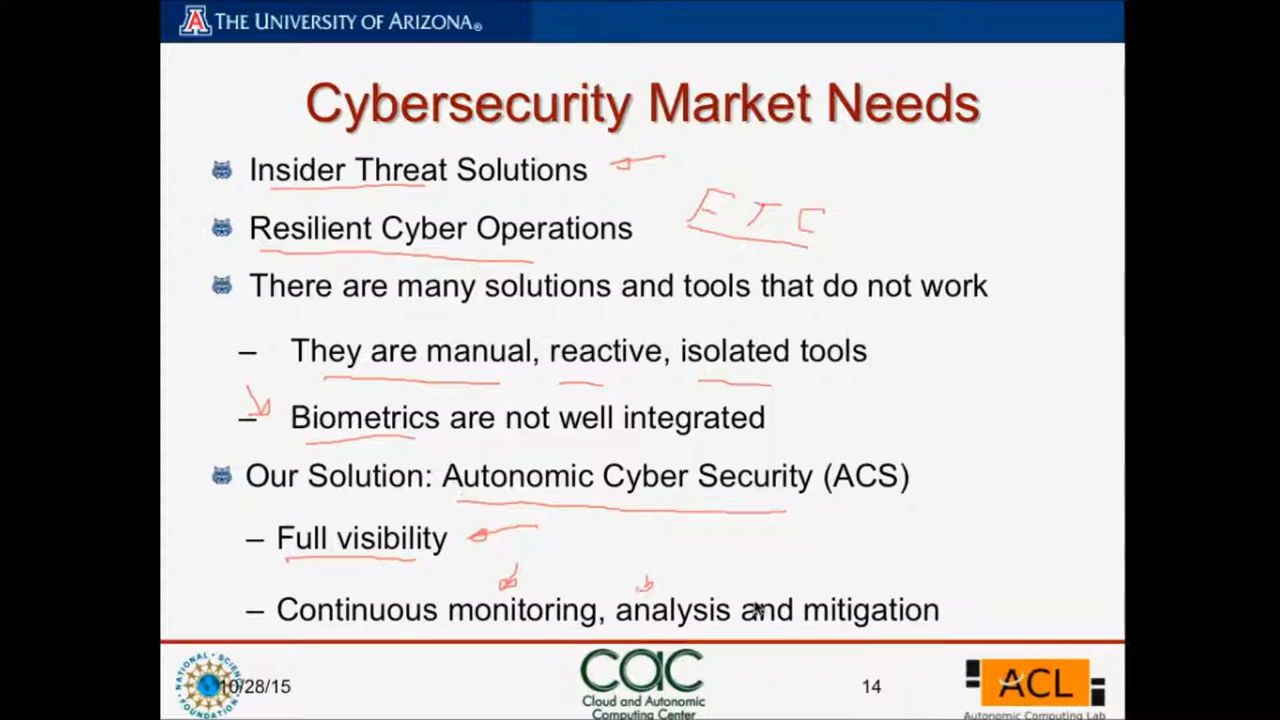 A THE UNIVERSITY OF ARIZONA®
Cybersecurity Market Needs
Insider Threat Solutions
ETC
Resilient Cyber Operations
There are many solutions and tools that do not work
– They are manual, reactive, isolated tools
– Biometrics are not well integrated
Our Solution: Autonomic Cyber Security (ACS)
– Full visibility
– Continuous monitoring, analysis and mitigation
NATIONAL SCIENCE FOUNDATION
10/28/15
cac
Cloud and Autonomic
Computing Center
14
ACL
Autonomic Computing Lab